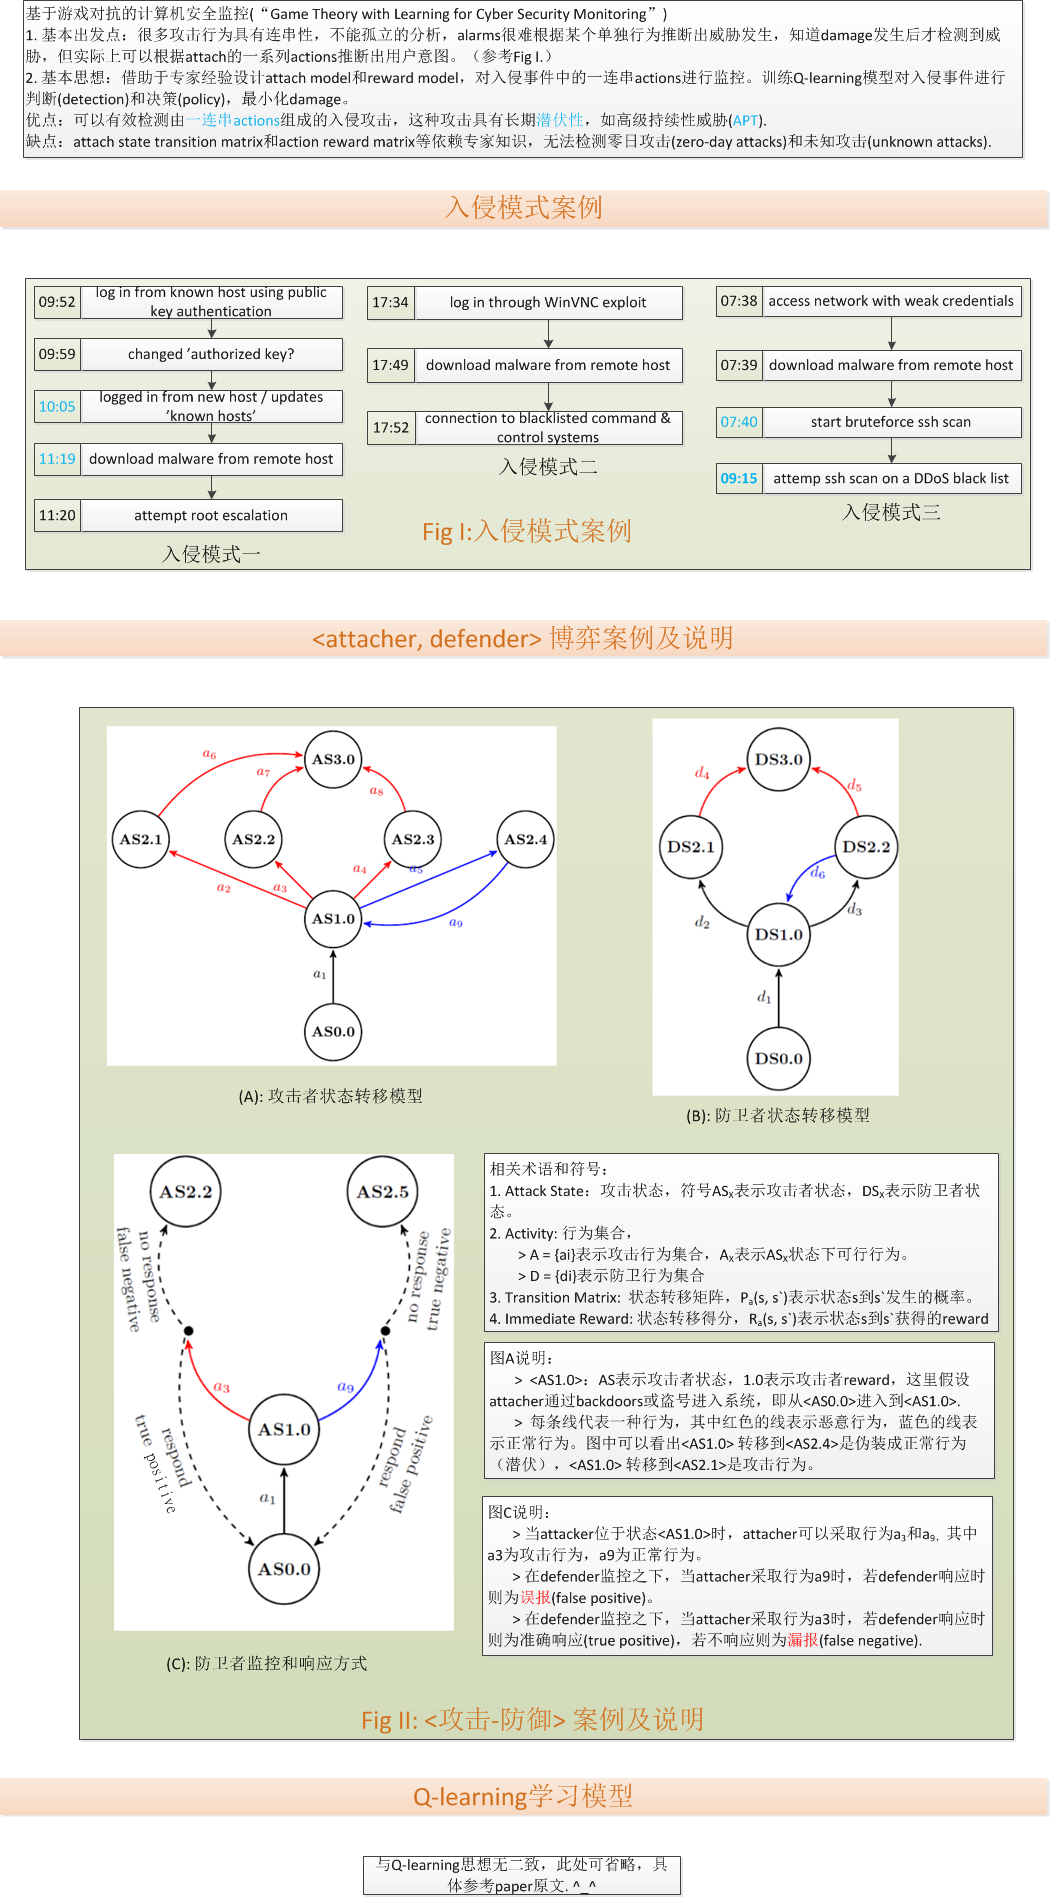 基于游戏对抗的计算机安全监控(“Game Theory with Learning for Cyber Security Monitoring”)
1. 基本出发点：很多攻击行为具有连串性，不能孤立的分析，alarms很难根据某个单独行为推断出威胁发生，知道damage发生后才检测到威
胁，但实际上可以根据attach的一系列actions推断出用户意图。（参考Fig I.）
2. 基本思想：借助于专家经验设计attach model和reward model，对入侵事件中的一连串actions进行监控。训练Q-learning模型对入侵事件进行
判断(detection)和决策(policy)，最小化damage。
优点：可以有效检测由一连串actions组成的入侵攻击，这种攻击具有长期潜伏性，如高级持续性威胁(APT).
缺点：attach state transition matrix和action reward matrix等依赖专家知识，无法检测零日攻击(zero-day attacks)和未知攻击(unknown attacks).
入侵模式案例
09:52 log in from known host using public
key authentication
09:59 changed ’authorized key?
10:05 logged in from new host / updates
’known hosts’
11:19 download malware from remote host
11:20 attempt root escalation
入侵模式一
17:34 log in through WinVNC exploit
17:49 download malware from remote host
17:52 connection to blacklisted command &
control systems
入侵模式二
07:38 access network with weak credentials
07:39 download malware from remote host
07:40 start bruteforce ssh scan
09:15 attemp ssh scan on a DDoS black list
入侵模式三
Fig I:入侵模式案例
<attacher, defender> 博弈案例及说明
AS3.0
a6
a7
a8
AS2.1
AS2.2
AS2.3
AS2.4
a2
a3
a4
a5
AS1.0
a9
a1
AS0.0
(A): 攻击者状态转移模型
DS3.0
d4
d5
DS2.1
DS2.2
d6
d2
d3
DS1.0
d1
DS0.0
(B): 防卫者状态转移模型
AS2.2
AS2.5
no response
false negative
no response
true negative
a3
a9
AS1.0
respond
true positive
respond
false positive
a1
AS0.0
(C): 防卫者监控和响应方式
相关术语和符号：
1. Attack State：攻击状态，符号ASx表示攻击者状态，DSx表示防卫者状
态。
2. Activity: 行为集合，
> A = {ai}表示攻击行为集合，Ax表示ASx状态下可行行为。
> D = {di}表示防卫行为集合
3. Transition Matrix: 状态转移矩阵，Pa(s, s`)表示状态s到s`发生的概率。
4. Immediate Reward: 状态转移得分，Ra(s, s`)表示状态s到s`获得的reward
图A说明：
> <AS1.0>：AS表示攻击者状态，1.0表示攻击者reward，这里假设
attacher通过backdoors或盗号进入系统，即从<AS0.0>进入到<AS1.0>.
> 每条线代表一种行为，其中红色的线表示恶意行为，蓝色的线表
示正常行为。图中可以看出<AS1.0> 转移到<AS2.4>是伪装成正常行为
（潜伏），<AS1.0> 转移到<AS2.1>是攻击行为。
图C说明：
> 当attacker位于状态<AS1.0>时，attacher可以采取行为a3和a9，其中
a3为攻击行为，a9为正常行为。
> 在defender监控之下，当attacher采取行为a9时，若defender响应时
则为误报(false positive)。
> 在defender监控之下，当attacher采取行为a3时，若defender响应时
则为准确响应(true positive)，若不响应则为漏报(false negative).
Fig II: <攻击-防御> 案例及说明
Q-learning学习模型
与Q-learning思想无二致，此处可省略，具
体参考paper原文. ^_^